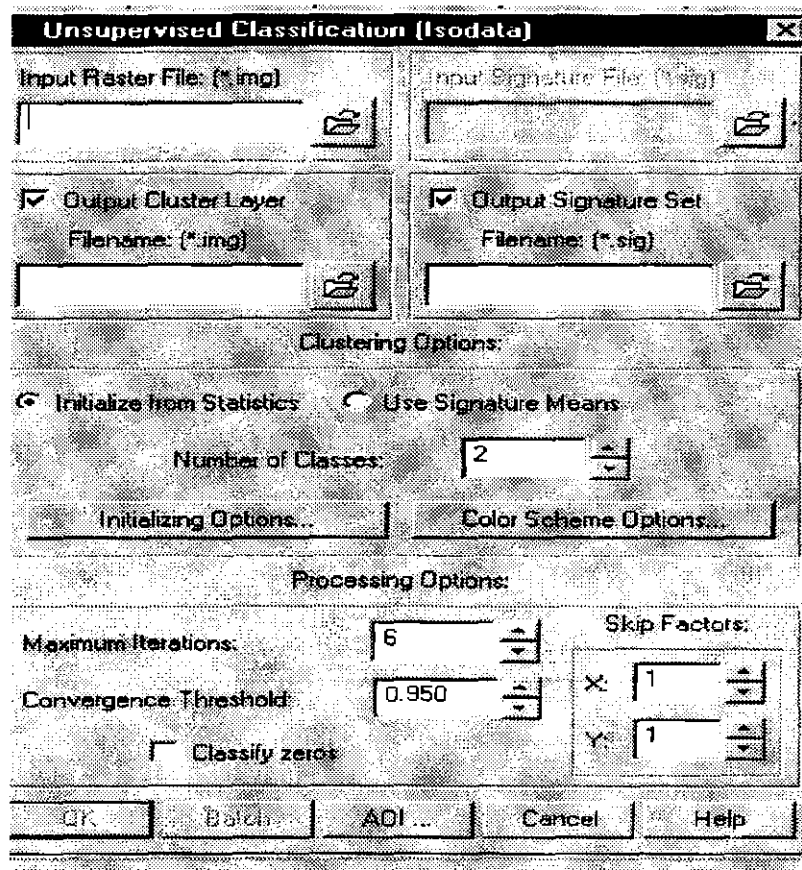 Unsupervised Classification (Isodata)
Input Raster File: (*.img)
Input Signature File: (*.sig)
Output Cluster Layer
Filename: (*.img)
Output Signature Set
Filename: (*.sig)
Clustering Options:
Initialize from Statistics
Use Signature Means
Number of Classes: 2
Initializing Options...
Color Scheme Options...
Processing Options:
Maximum Iterations: 6
Convergence Threshold: 0.950
Classify zeros
Skip Factors:
X: 1
Y: 1
OK Batch AOI ... Cancel Help